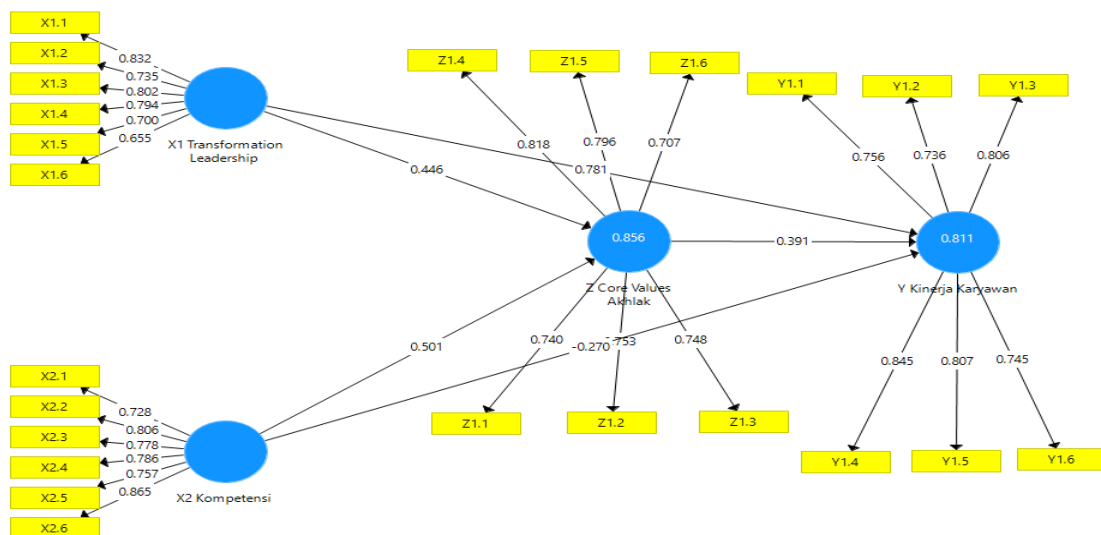 X1.1
X1.2
X1.3
X1.4
X1.5
X1.6
0.832
0.735
0.802
0.794
0.700
0.655
X1 Transformation
Leadership
Z1.4
Z1.5
Z1.6
0.818
0.796
0.707
Y1.1
Y1.2
Y1.3
0.756
0.736
0.806
0.446
0.781
0.856
Z Core Values
Akhlak
0.391
0.811
Y Kinerja Karyawan
0.501
-0.270
0.740
0.753
0.748
Z1.1
Z1.2
Z1.3
0.845
0.807
0.745
Y1.4
Y1.5
Y1.6
X2.1
X2.2
X2.3
X2.4
X2.5
X2.6
0.728
0.806
0.778
0.786
0.757
0.865
X2 Kompetensi